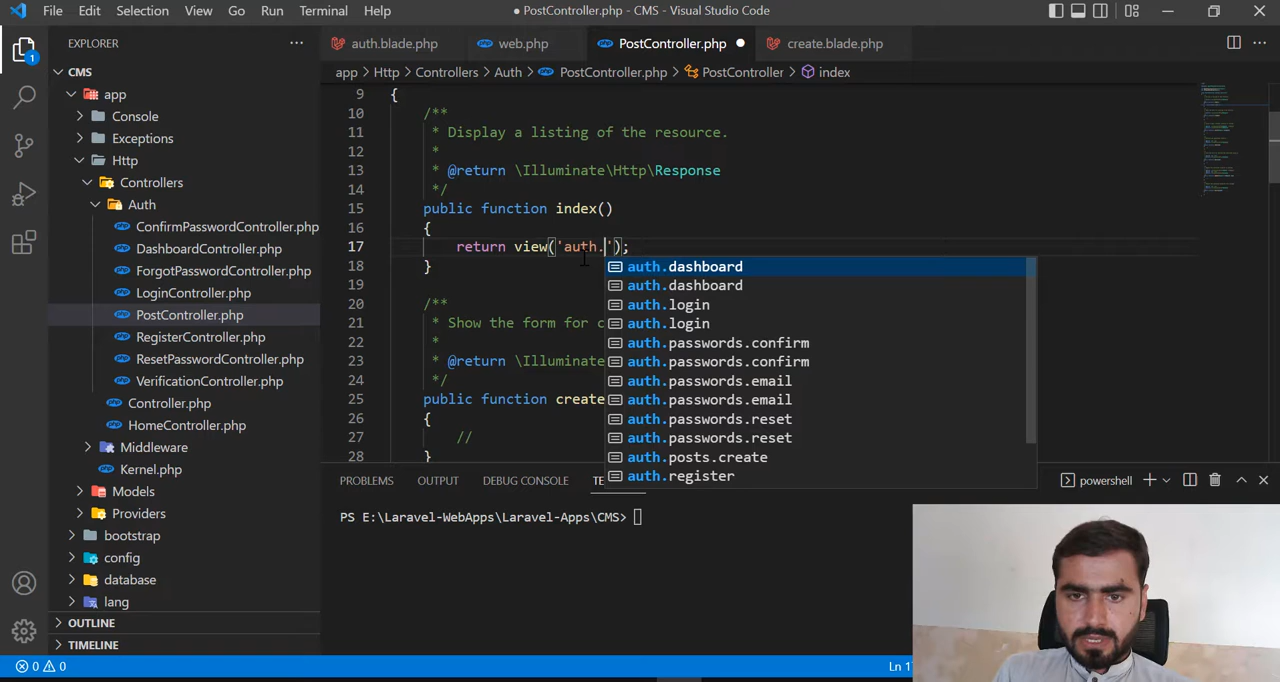 File Edit Selection View Go Run Terminal Help
● PostController.php - CMS - Visual Studio Code
EXPLORER
auth.blade.php
web.php
PostController.php
create.blade.php
app > Http > Controllers > Auth > PostController.php > PostController > index
1
CMS
app
Console
Exceptions
Http
Controllers
Auth
ConfirmPasswordController.php
DashboardController.php
ForgotPasswordController.php
LoginController.php
PostController.php
RegisterController.php
ResetPasswordController.php
VerificationController.php
Controller.php
HomeController.php
Middleware
Kernel.php
Models
Providers
bootstrap
config
database
lang
OUTLINE
TIMELINE
9 {
10 /**
11 * Display a listing of the resource.
12 *
13 * @return \Illuminate\Http\Response
14 */
15 public function index()
16 {
17 return view('auth.');
18 }
19
20 /**
21 * Show the form for c
22 *
23 * @return \Illuminate
24 */
25 public function create
26 {
27 //
28 }
auth.dashboard
auth.dashboard
auth.login
auth.login
auth.passwords.confirm
auth.passwords.confirm
auth.passwords.email
auth.passwords.email
auth.passwords.reset
auth.passwords.reset
auth.posts.create
auth.register
PROBLEMS OUTPUT DEBUG CONSOLE TE
powershell
PS E:\Laravel-WebApps\Laravel-Apps\CMS>
0 0
Ln 1